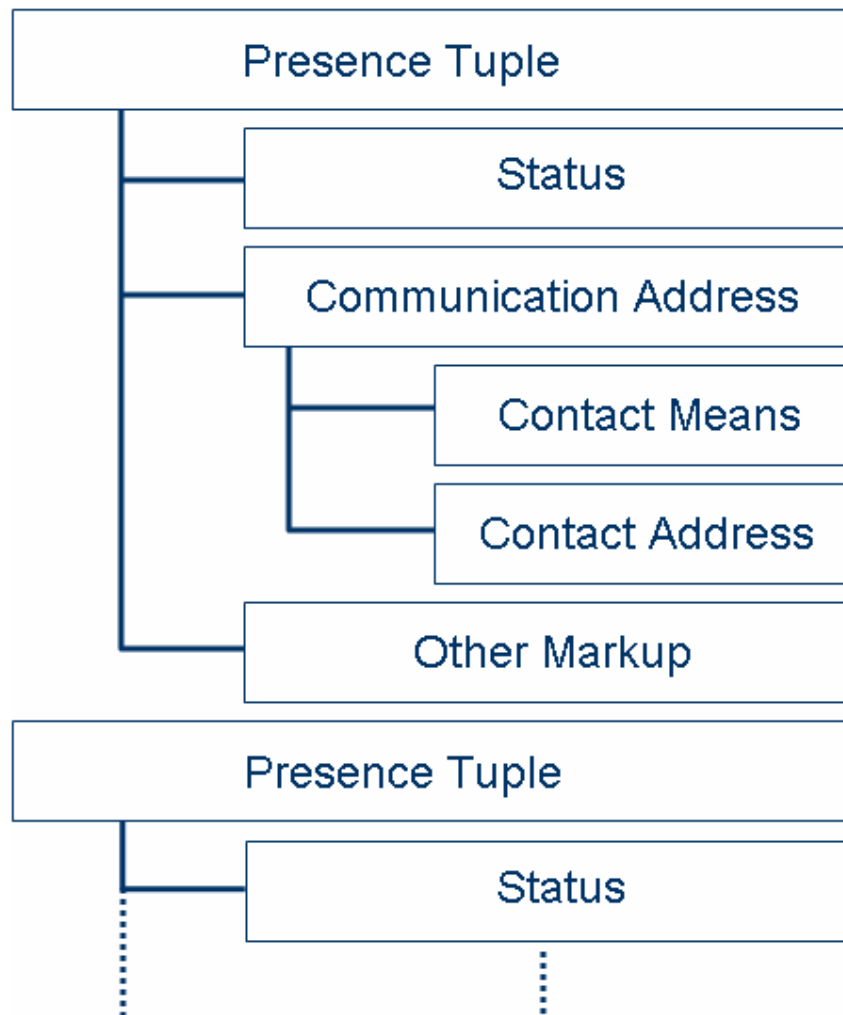 Presence Tuple
Status
Communication Address
Contact Means
Contact Address
Other Markup
Presence Tuple
Status